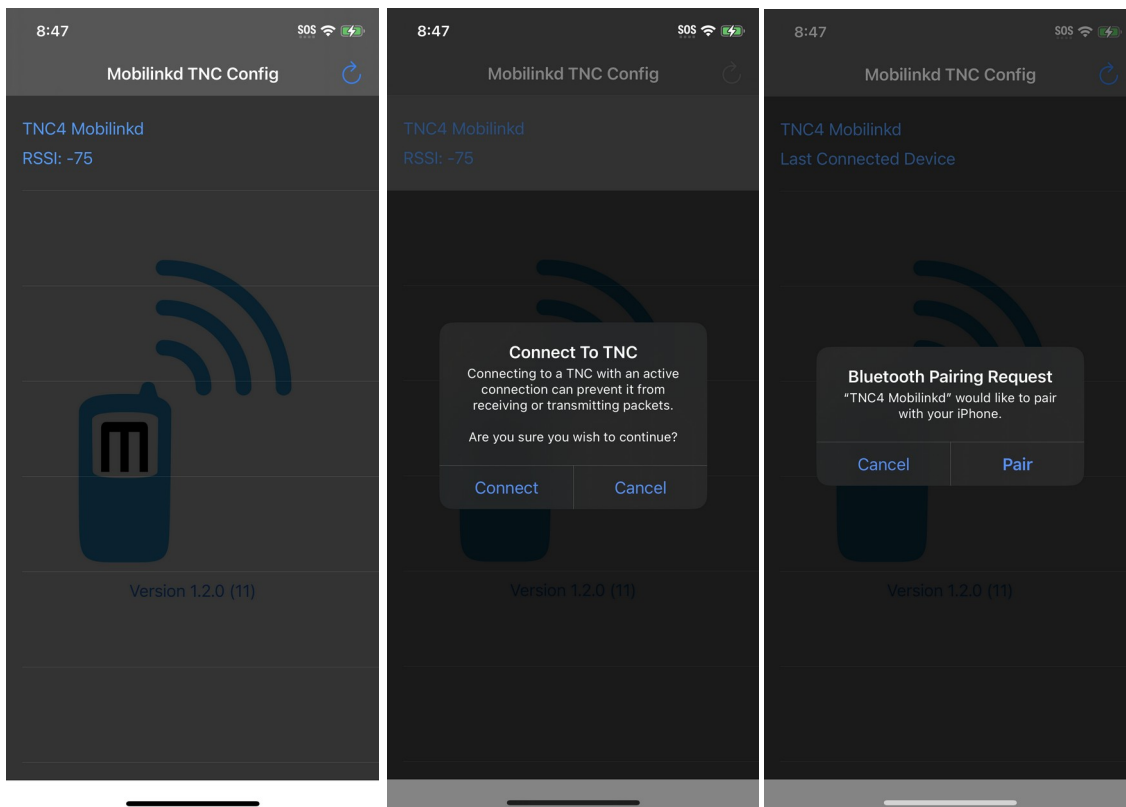 8:47
SOS
Mobilinkd TNC Config
TNC4 Mobilinkd
RSSI: -75
Version 1.2.0 (11)
8:47
SOS
Mobilinkd TNC Config
TNC4 Mobilinkd
RSSI: -75
Connect To TNC
Connecting to a TNC with an active
connection can prevent it from
receiving or transmitting packets.
Are you sure you wish to continue?
Connect
Cancel
Version 1.2.0 (11)
8:47
SOS
Mobilinkd TNC Config
TNC4 Mobilinkd
Last Connected Device
Bluetooth Pairing Request
“TNC4 Mobilinkd” would like to pair
with your iPhone.
Cancel
Pair
Version 1.2.0 (11)